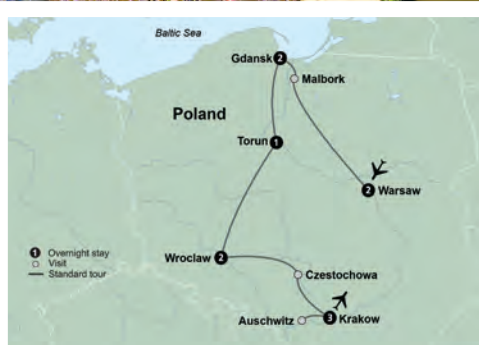 Baltic Sea
Gdansk 2
Malbork
Poland
Torun 1
2 Warsaw
1 Overnight stay
Visit
Standard tour
Wroclaw 2
Czestochowa
Auschwitz
3 Krakow